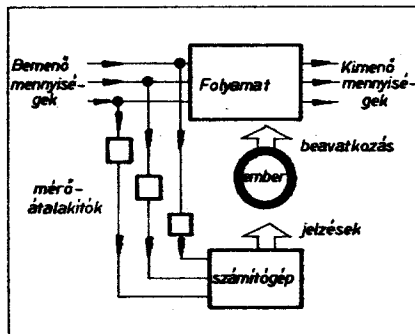 Bemenő
mennyisé-
gek
Folyamat
Kimenő
mennyisé-
gek
beavatkozás
ember
mérő-
átalakítók
jelzések
számítógép